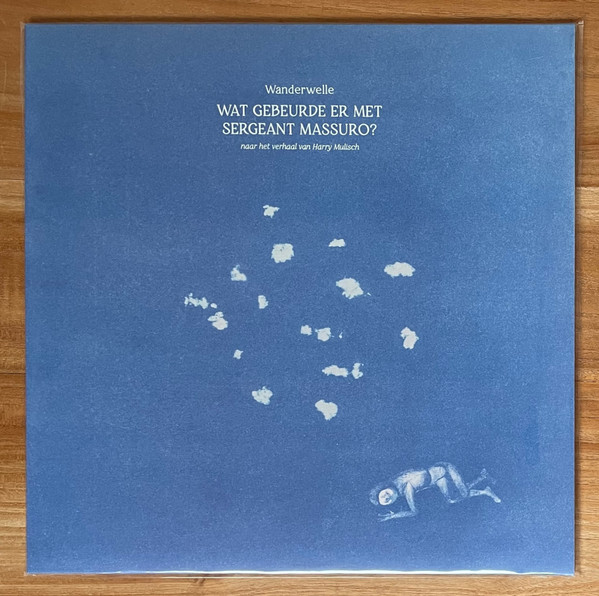 Wanderwelle
WAT GEBEURDE ER MET
SERGEANT MASSURO?
naar het verhaal van Harry Mulisch